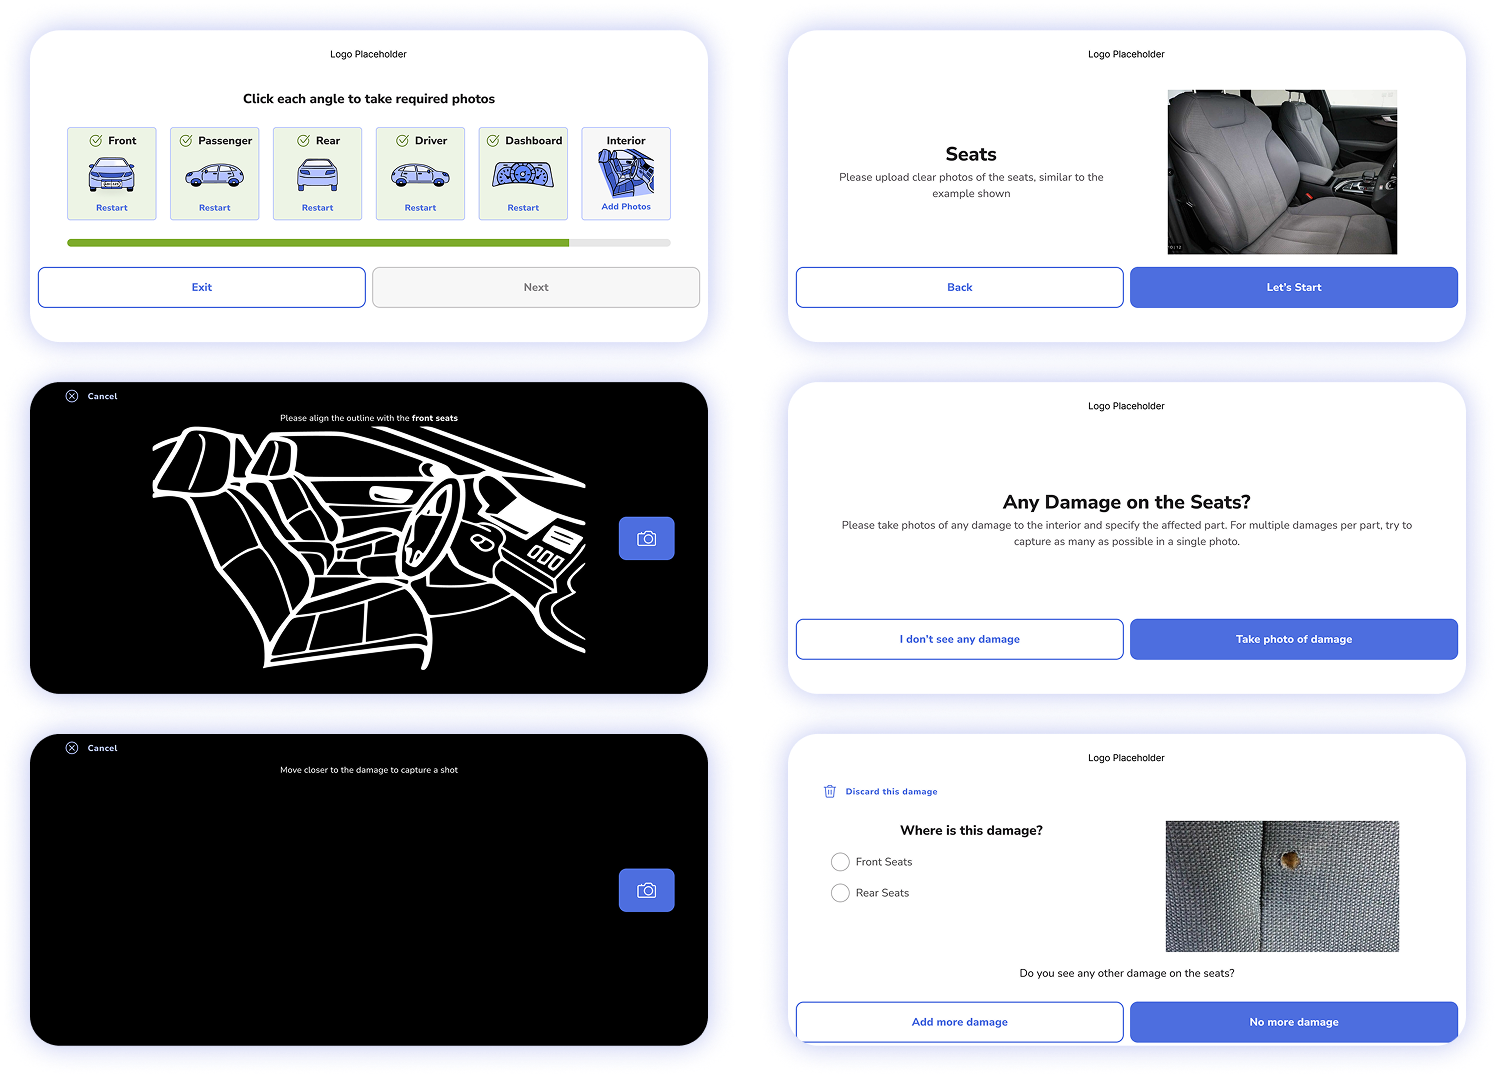 Logo Placeholder
Click each angle to take required photos
Front
Passenger
Rear
Driver
Dashboard
Interior
Restart
Restart
Restart
Restart
Restart
Add Photos
Exit
Next
Logo Placeholder
Seats
Please upload clear photos of the seats, similar to the
example shown
Back
Let's Start
Cancel
Please align the outline with the front seats
Logo Placeholder
Any Damage on the Seats?
Please take photos of any damage to the interior and specify the affected part. For multiple damages per part, try to
capture as many as possible in a single photo.
I don't see any damage
Take photo of damage
Cancel
Move closer to the damage to capture a shot
Logo Placeholder
Discard this damage
Where is this damage?
Front Seats
Rear Seats
Do you see any other damage on the seats?
Add more damage
No more damage